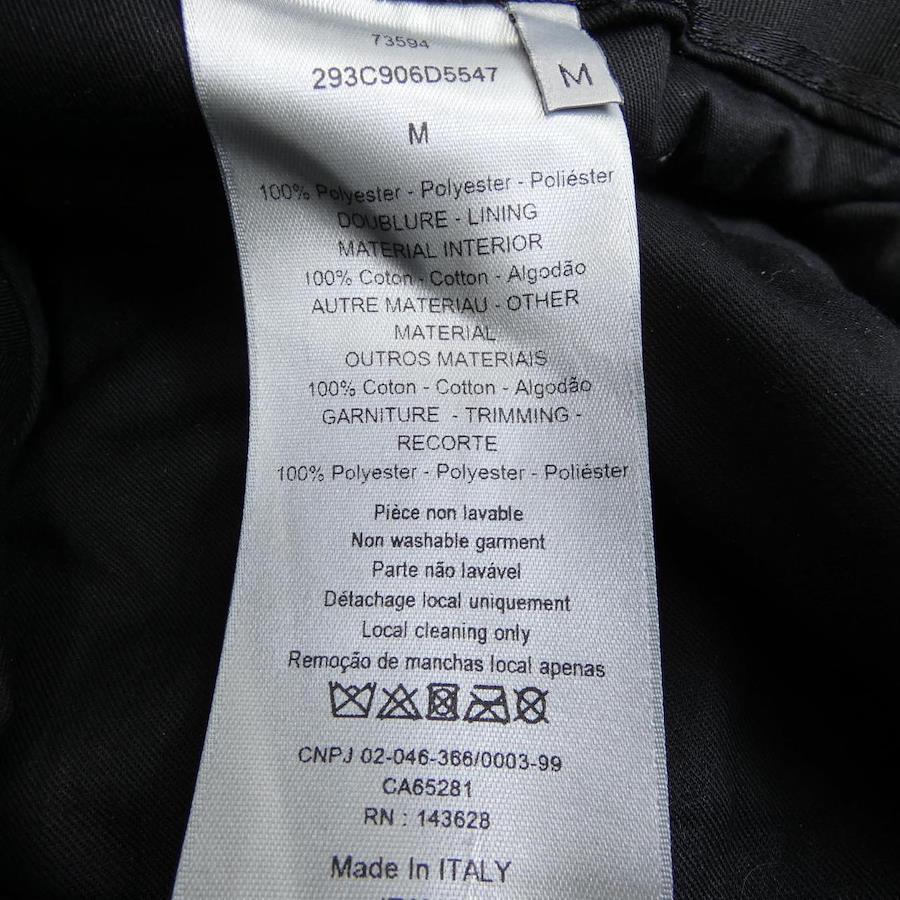 73594
293C906D5547
M
M
100% Polyester - Polyester - Poliéster
DOUBLURE - LINING
MATERIAL INTERIOR
100% Coton - Cotton - Algodão
AUTRE MATERIAU - OTHER
MATERIAL
OUTROS MATERIAIS
100% Coton - Cotton - Algodão
GARNITURE - TRIMMING -
RECORTE
100% Polyester - Polyester - Poliéster
Pièce non lavable
Non washable garment
Parte não lavável
Détachage local uniquement
Local cleaning only
Remoção de manchas local apenas
CNPJ 02-046-366/0003-99
CA65281
RN : 143628
Made In ITALY